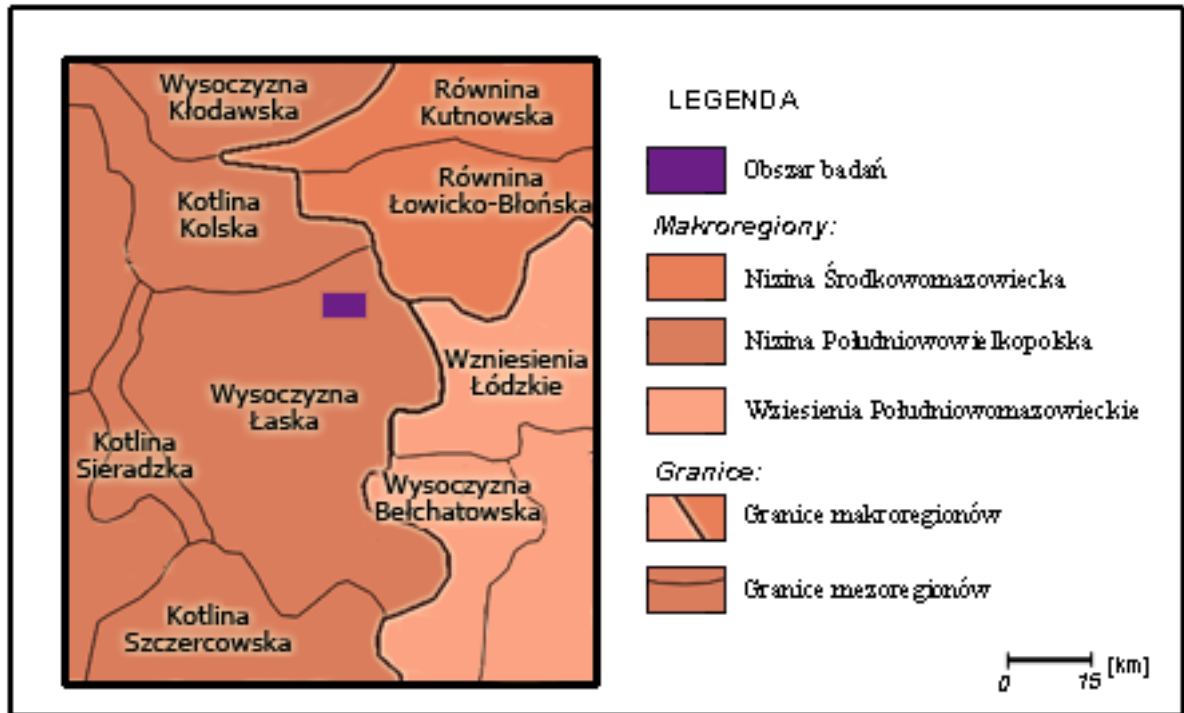 Wysoczyzna
Kłodawska
Równina
Kutnowska
Równina
Łowicko-Błońska
Kotlina
Kolska
Wzniesienia
Łódzkie
Wysoczyzna
Łaska
Kotlina
Sieradzka
Wysoczyzna
Bełchatowska
Kotlina
Szczercowska
LEGENDA
Obszar badań
Makroregiony:
Nizina Środkowomazowiecka
Nizina Południowowielkopolska
Wziesienia Południowomazowieckie
Granice:
Granice makroregionów
Granice mezoregionów
0 15 [km]